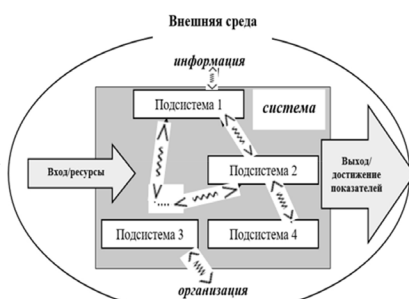 Внешняя среда
информация
Подсистема 1
система
Вход/ресурсы
Подсистема 2
Выход/
достижение
показателей
.....
Подсистема 3
Подсистема 4
организация